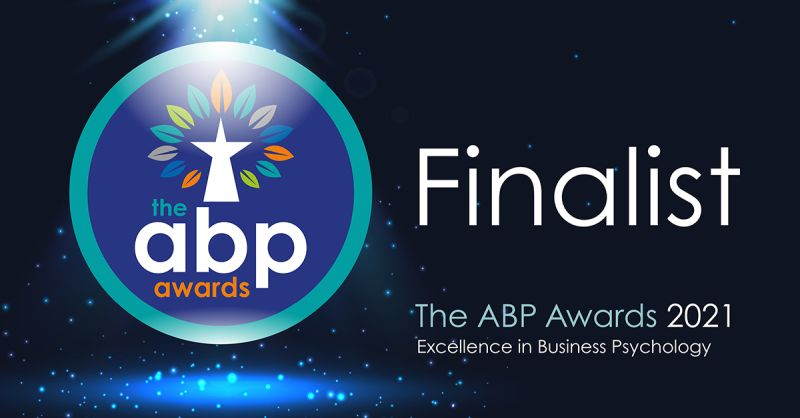 the
abp
awards
Finalist
The ABP Awards 2021
Excellence in Business Psychology